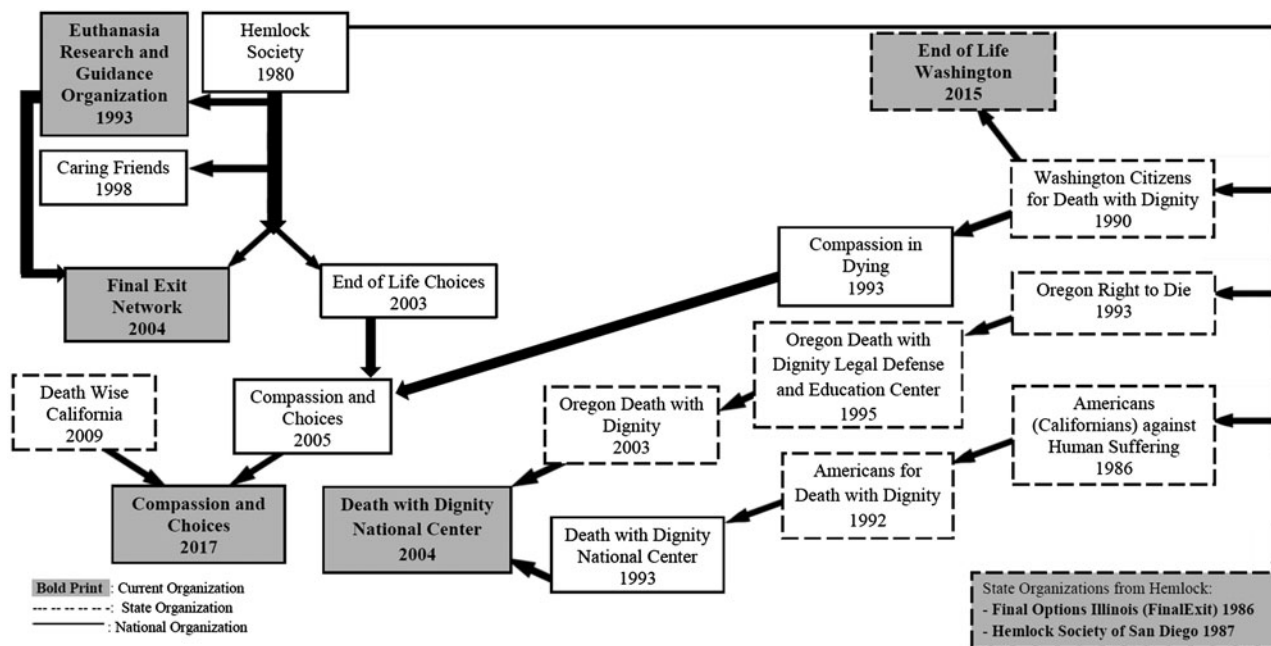 Euthanasia
Research and
Guidance
Organization
1993
Hemlock
Society
1980
End of Life
Washington
2015
Caring Friends
1998
Washington Citizens
for Death with Dignity
1990
Compassion in
Dying
1993
Final Exit
Network
2004
End of Life Choices
2003
Oregon Right to Die
1993
Oregon Death with
Dignity Legal Defense
and Education Center
1995
Death Wise
California
2009
Compassion and
Choices
2005
Oregon Death with
Dignity
2003
Americans
(Californians) against
Human Suffering
1986
Americans for
Death with Dignity
1992
Compassion and
Choices
2017
Death with Dignity
National Center
2004
Death with Dignity
National Center
1993
Bold Print : Current Organization
: State Organization
: National Organization
State Organizations from Hemlock:
- Final Options Illinois (FinalExit) 1986
- Hemlock Society of San Diego 1987